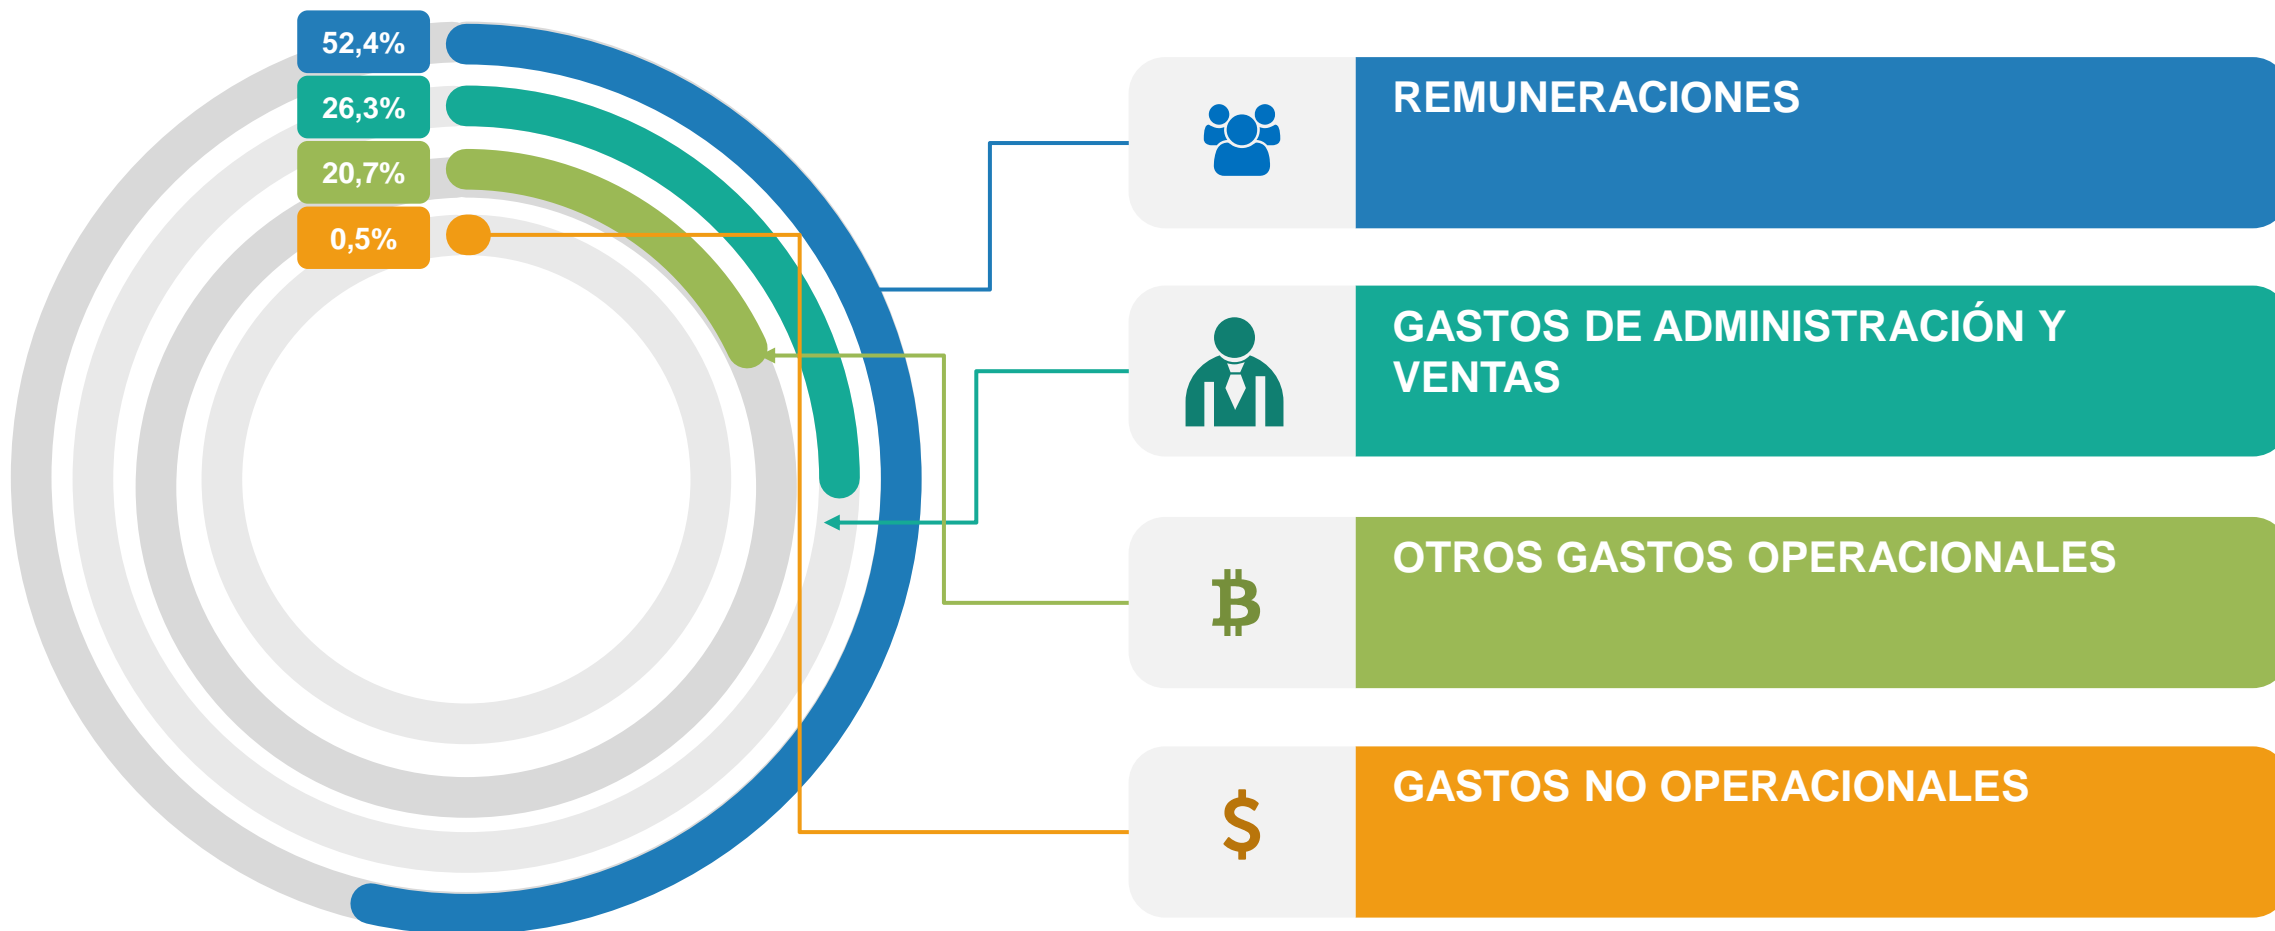 52,4%
26,3%
20,7%
0,5%
REMUNERACIONES
GASTOS DE ADMINISTRACIÓN Y
VENTAS
OTROS GASTOS OPERACIONALES
GASTOS NO OPERACIONALES